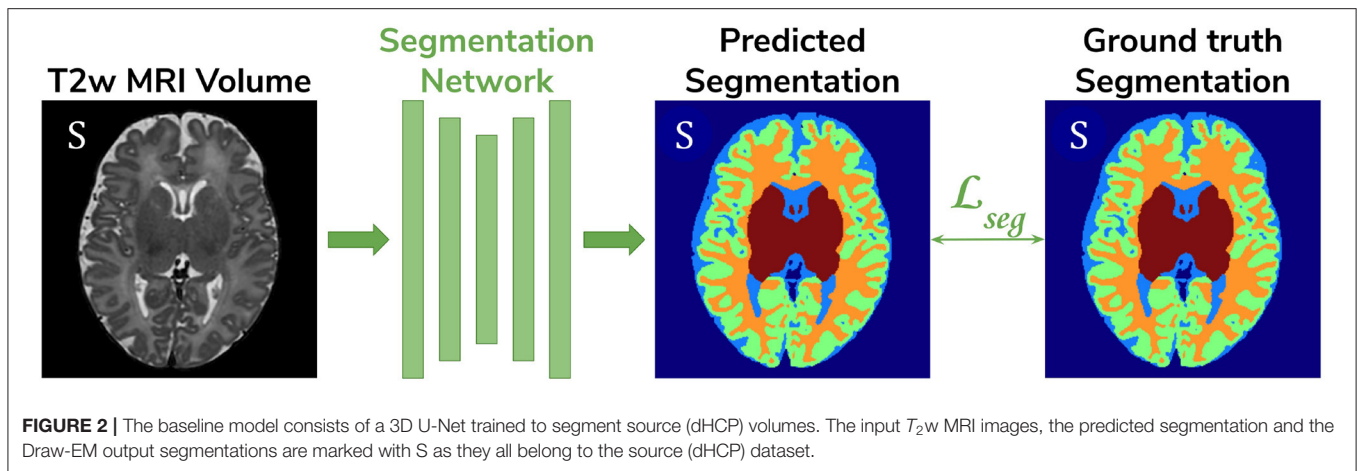 T2w MRI Volume
Segmentation
Network
Predicted
Segmentation
Ground truth
Segmentation
S
S
S
ℒseg
FIGURE 2 | The baseline model consists of a 3D U-Net trained to segment source (dHCP) volumes. The input T2w MRI images, the predicted segmentation and the
Draw-EM output segmentations are marked with S as they all belong to the source (dHCP) dataset.